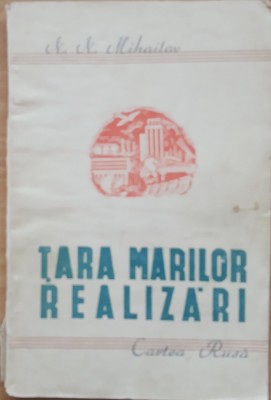 N. N. Mihailov
ȚARA MARILOR
REALIZĂRI
Cartea Rusă